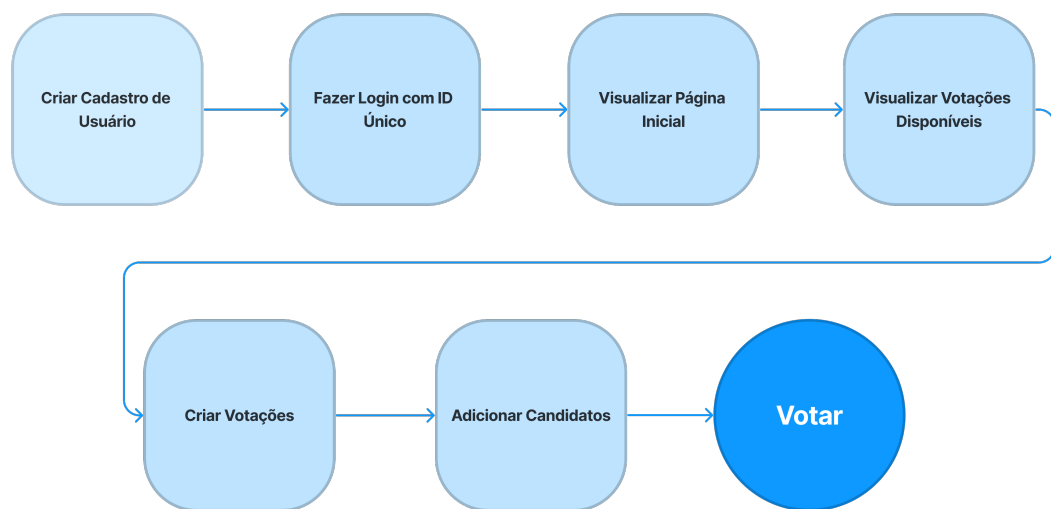 Criar Cadastro de
Usuário
Fazer Login com ID
Único
Visualizar Página
Inicial
Visualizar Votações
Disponíveis
Criar Votações
Adicionar Candidatos
Votar